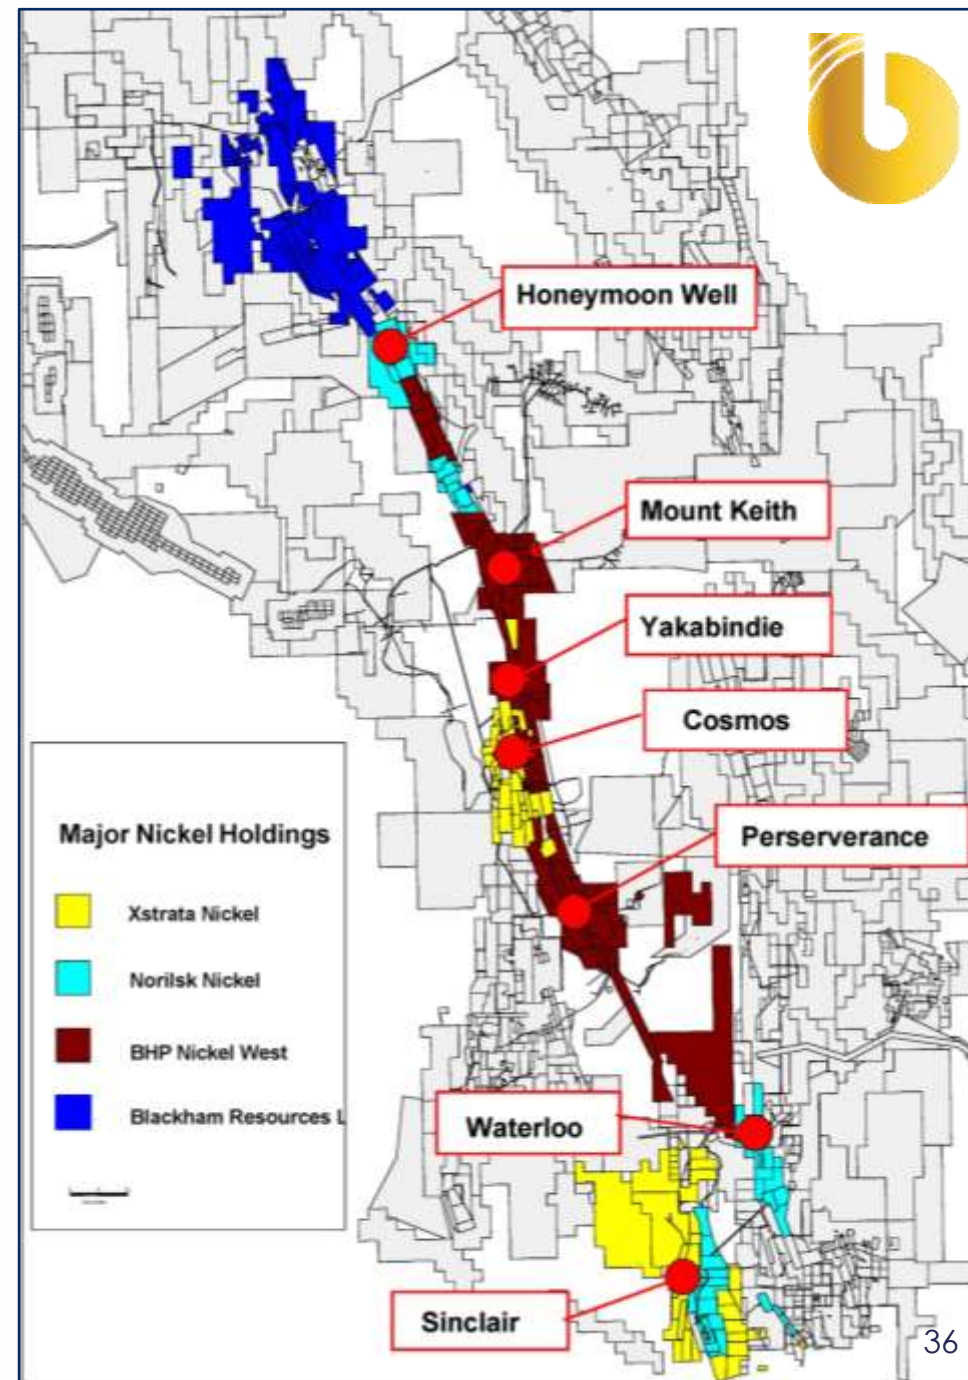 Honeymoon Well
Mount Keith
Yakabindie
Cosmos
Perserverance
Waterloo
Sinclair
Major Nickel Holdings
Xstrata Nickel
Norilsk Nickel
BHP Nickel West
Blackham Resources L
36